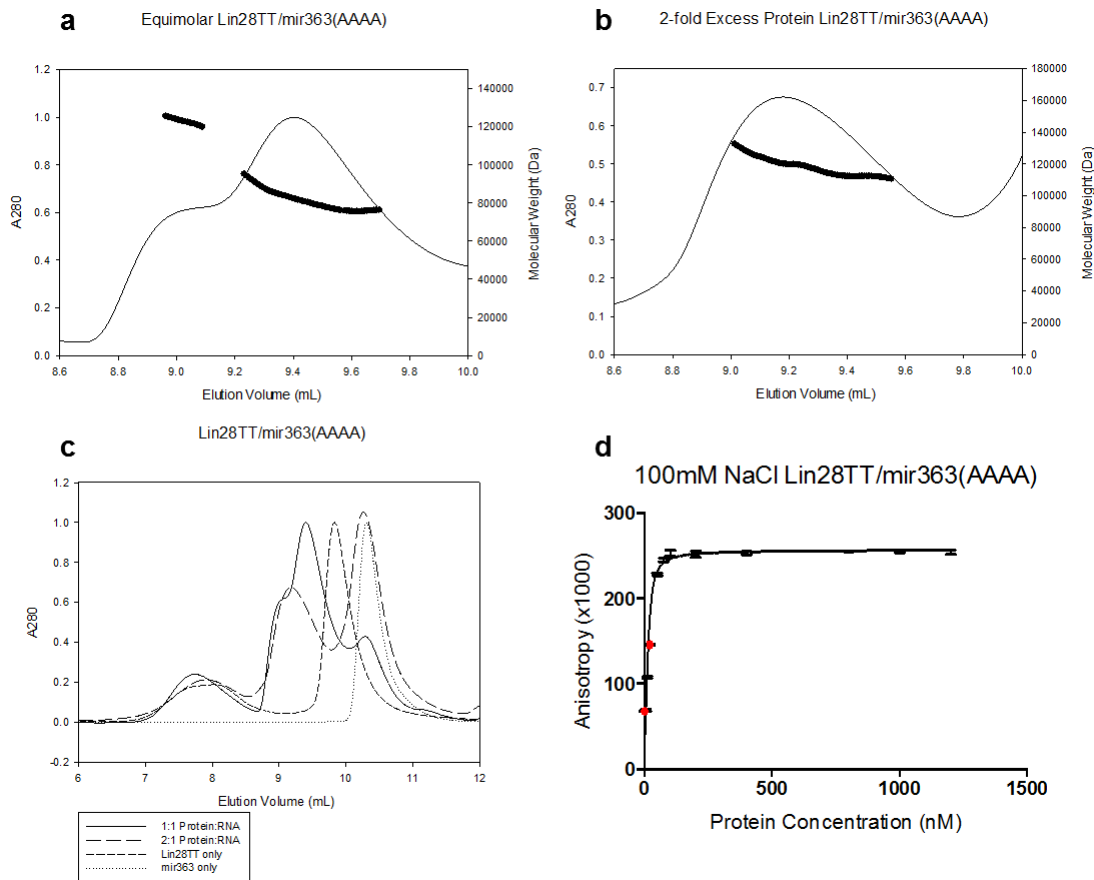 a
Equimolar Lin28TT/mir363(AAAA)
1.2
1.0
0.8
0.6
0.4
0.2
0.0
A280
140000
120000
100000
80000
60000
40000
20000
0
Molecular Weight (Da)
8.6 8.8 9.0 9.2 9.4 9.6 9.8 10.0
Elution Volume (mL)
b
2-fold Excess Protein Lin28TT/mir363(AAAA)
0.7
0.6
0.5
0.4
0.3
0.2
0.1
0.0
A280
180000
160000
140000
120000
100000
80000
60000
40000
20000
0
Molecular Weight (Da)
8.6 8.8 9.0 9.2 9.4 9.6 9.8 10.0
Elution Volume (mL)
c
Lin28TT/mir363(AAAA)
1.2
1.0
0.8
0.6
0.4
0.2
0.0
-0.2
A280
6 7 8 9 10 11 12
Elution Volume (mL)
1:1 Protein:RNA
2:1 Protein:RNA
Lin28TT only
mir363 only
d
100mM NaCl Lin28TT/mir363(AAAA)
300
200
100
0
Anisotropy (x1000)
0 500 1000 1500
Protein Concentration (nM)